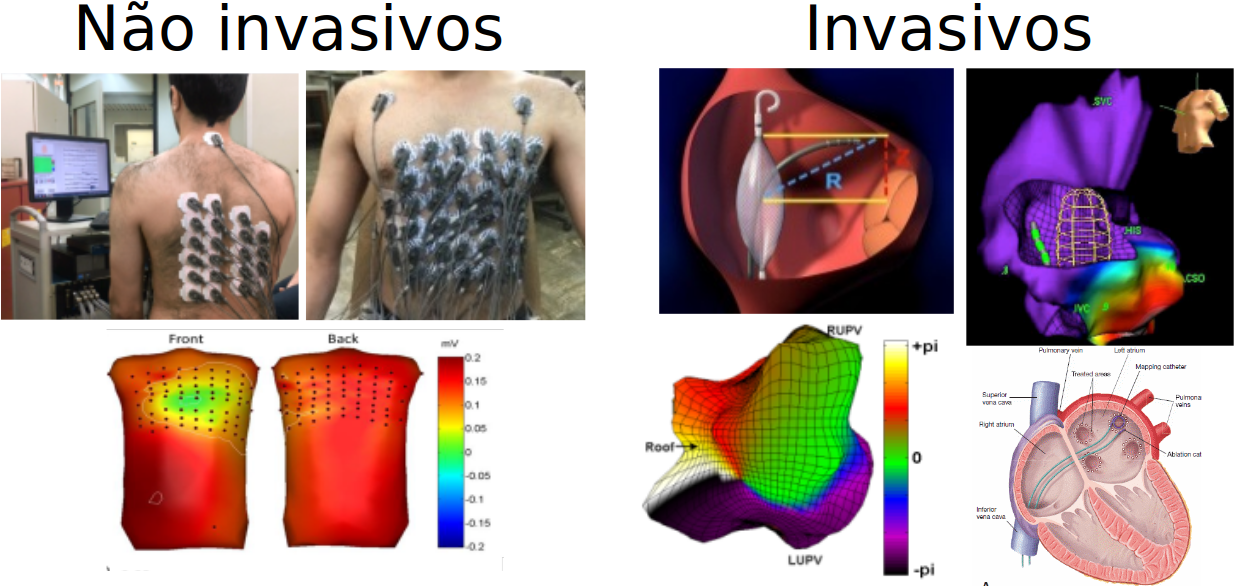 Não invasivos
Invasivos
Front
Back
mV
0.2
0.15
0.1
0.05
0
0.05
-0.1
-0.15
-0.2
R
Z
SVC
HIS
CSO
IVC
RUPV
Roof
LUPV
+pi
0
-pi
Pulmonary vein
Left atrium
Treated areas
Mapping catheter
Superior
vena cava
Pulmona
veins
Right atrium
Ablation cat
Inferior
vena cava